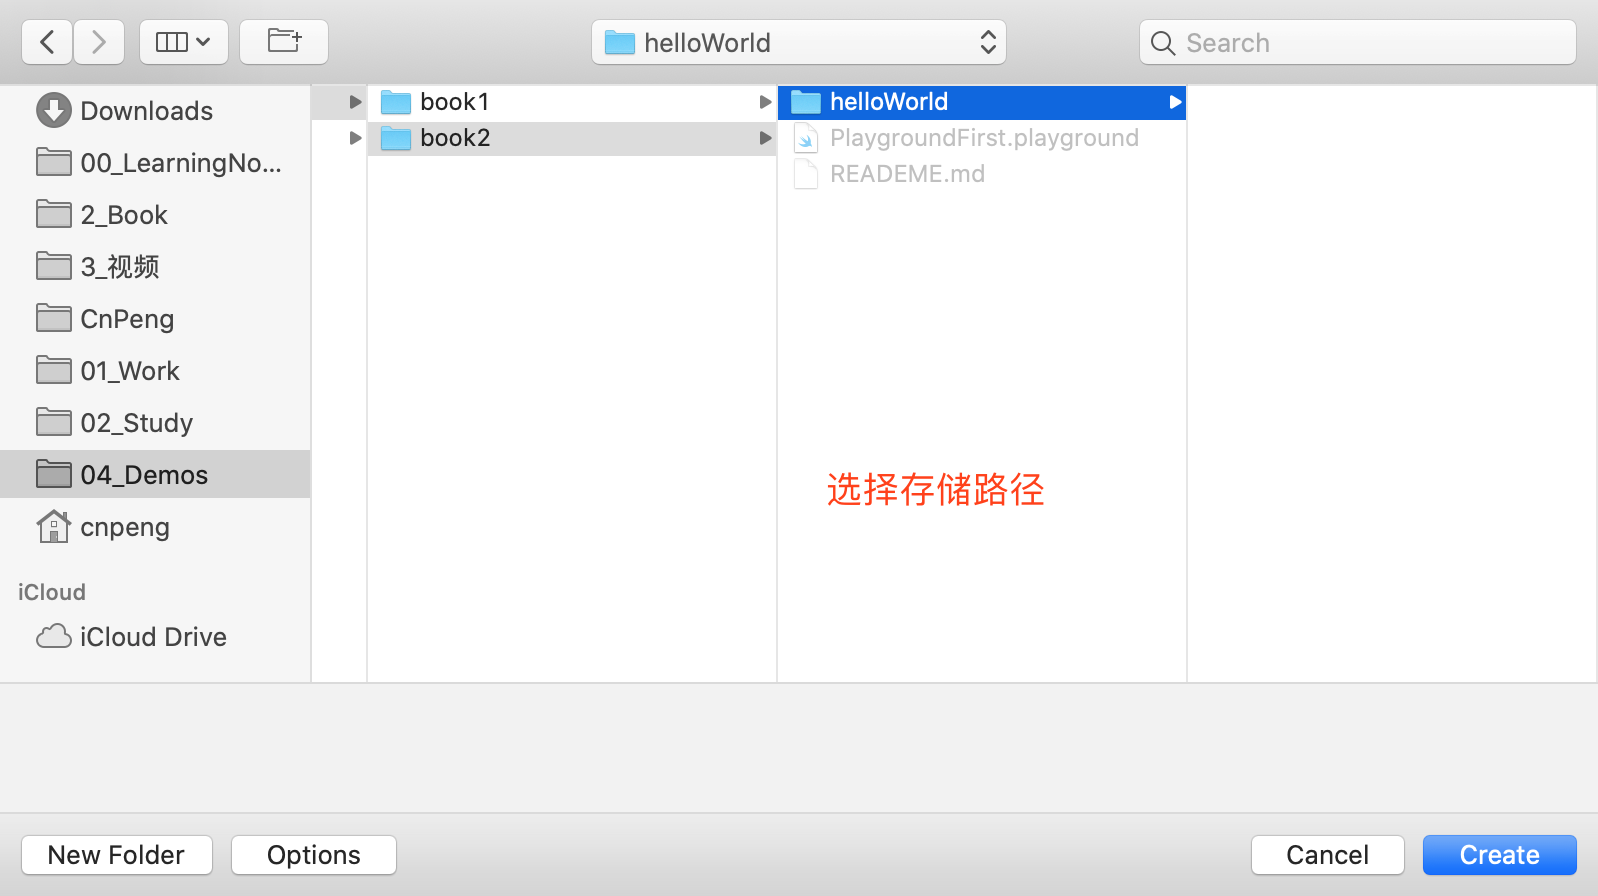 helloWorld
Search
Downloads
00_LearningNo...
2_Book
3_视频
CnPeng
01_Work
02_Study
04_Demos
cnpeng
iCloud
iCloud Drive
book1
book2
helloWorld
PlaygroundFirst.playground
READEME.md
选择存储路径
New Folder
Options
Cancel
Create